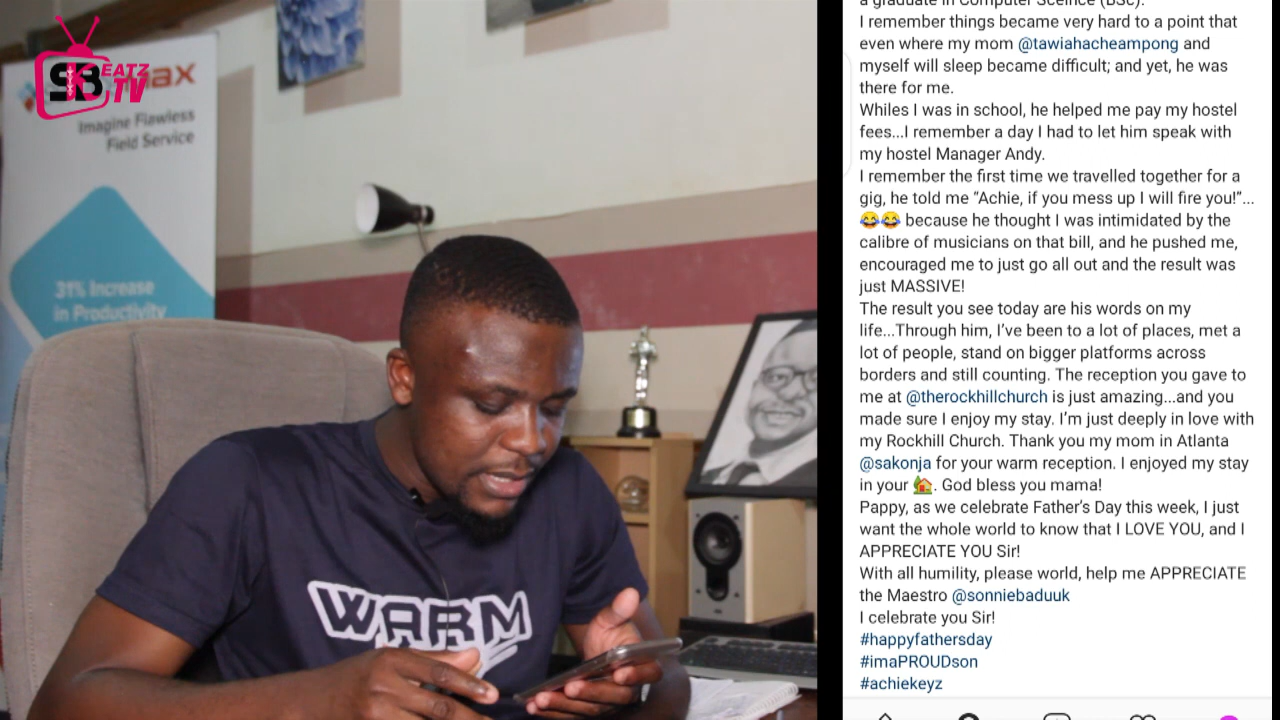 SB
K
EATZ
TV
ax
Imagine Flawless
Field Service
31% Increase
in Productivity
WARM
a graduate in Computer Sceince (BSc).
I remember things became very hard to a point that
even where my mom @tawiahacheampong and
myself will sleep became difficult; and yet, he was
there for me.
Whiles I was in school, he helped me pay my hostel
fees...I remember a day I had to let him speak with
my hostel Manager Andy.
I remember the first time we travelled together for a
gig, he told me “Achie, if you mess up I will fire you!”...
😂😂 because he thought I was intimidated by the
calibre of musicians on that bill, and he pushed me,
encouraged me to just go all out and the result was
just MASSIVE!
The result you see today are his words on my
life...Through him, I’ve been to a lot of places, met a
lot of people, stand on bigger platforms across
borders and still counting. The reception you gave to
me at @therockhillchurch is just amazing...and you
made sure I enjoy my stay. I’m just deeply in love with
my Rockhill Church. Thank you my mom in Atlanta
@sakonja for your warm reception. I enjoyed my stay
in your 🏡. God bless you mama!
Pappy, as we celebrate Father’s Day this week, I just
want the whole world to know that I LOVE YOU, and I
APPRECIATE YOU Sir!
With all humility, please world, help me APPRECIATE
the Maestro @sonniebaduuk
I celebrate you Sir!
#happyfathersday
#imaPROUDson
#achiekeyz